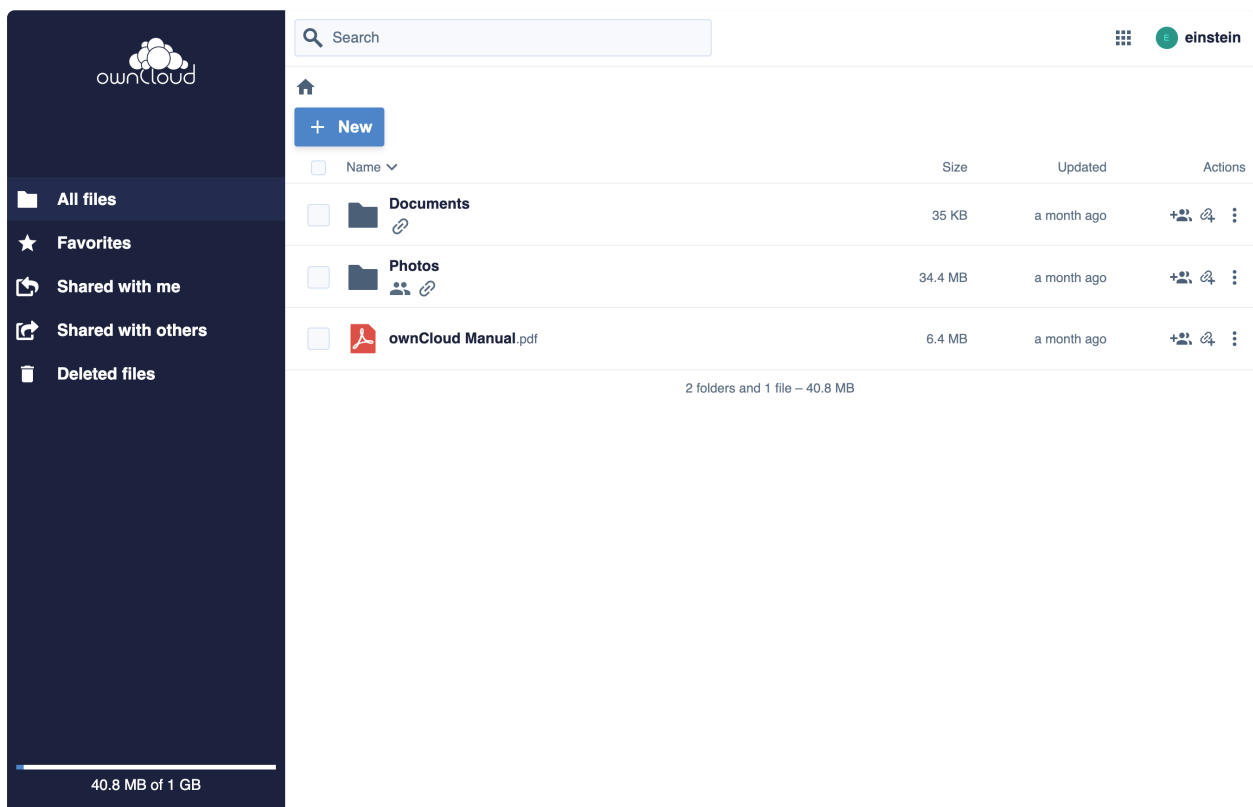 ownCloud
Search
E einstein
+ New
Name Size Updated Actions
All files
Favorites
Shared with me
Shared with others
Deleted files
Documents 35 KB a month ago
Photos 34.4 MB a month ago
ownCloud Manual.pdf 6.4 MB a month ago
2 folders and 1 file – 40.8 MB
40.8 MB of 1 GB